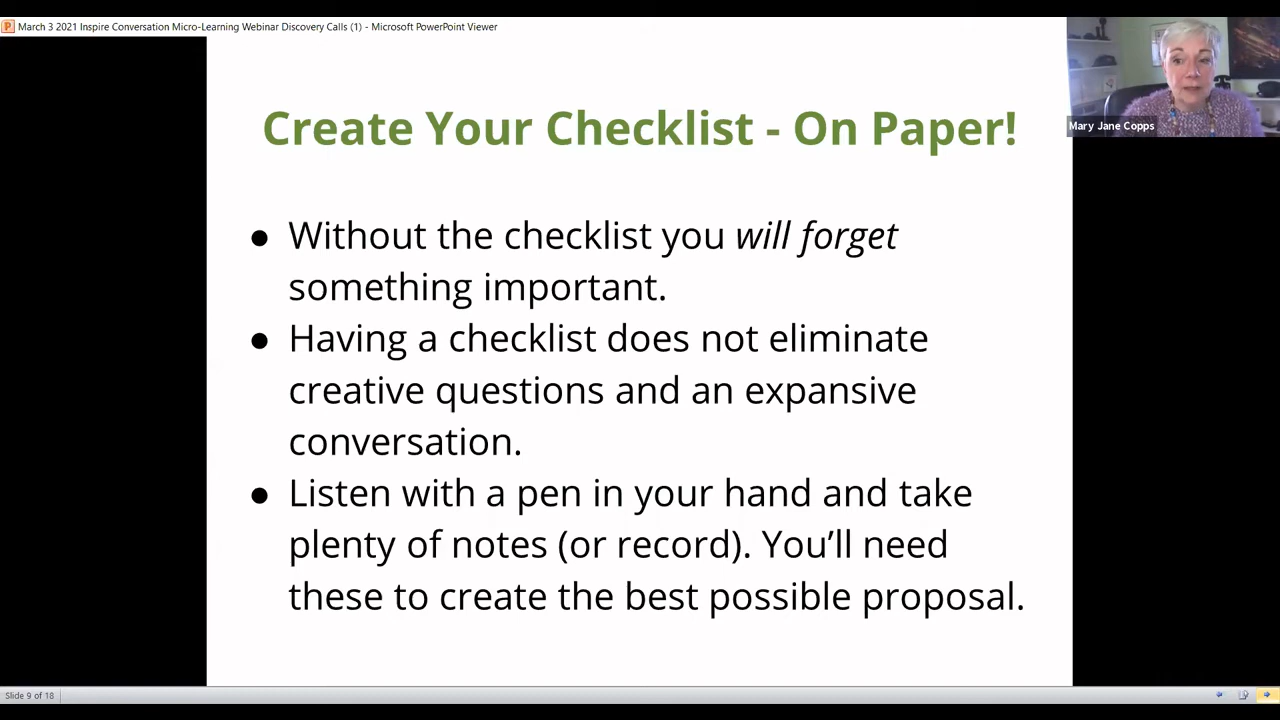 March 3 2021 Inspire Conversation Micro-Learning Webinar Discovery Calls (1) - Microsoft PowerPoint Viewer
Mary Jane Copps
Create Your Checklist - On Paper!
● Without the checklist you will forget
something important.
● Having a checklist does not eliminate
creative questions and an expansive
conversation.
● Listen with a pen in your hand and take
plenty of notes (or record). You’ll need
these to create the best possible proposal.
Slide 9 of 18